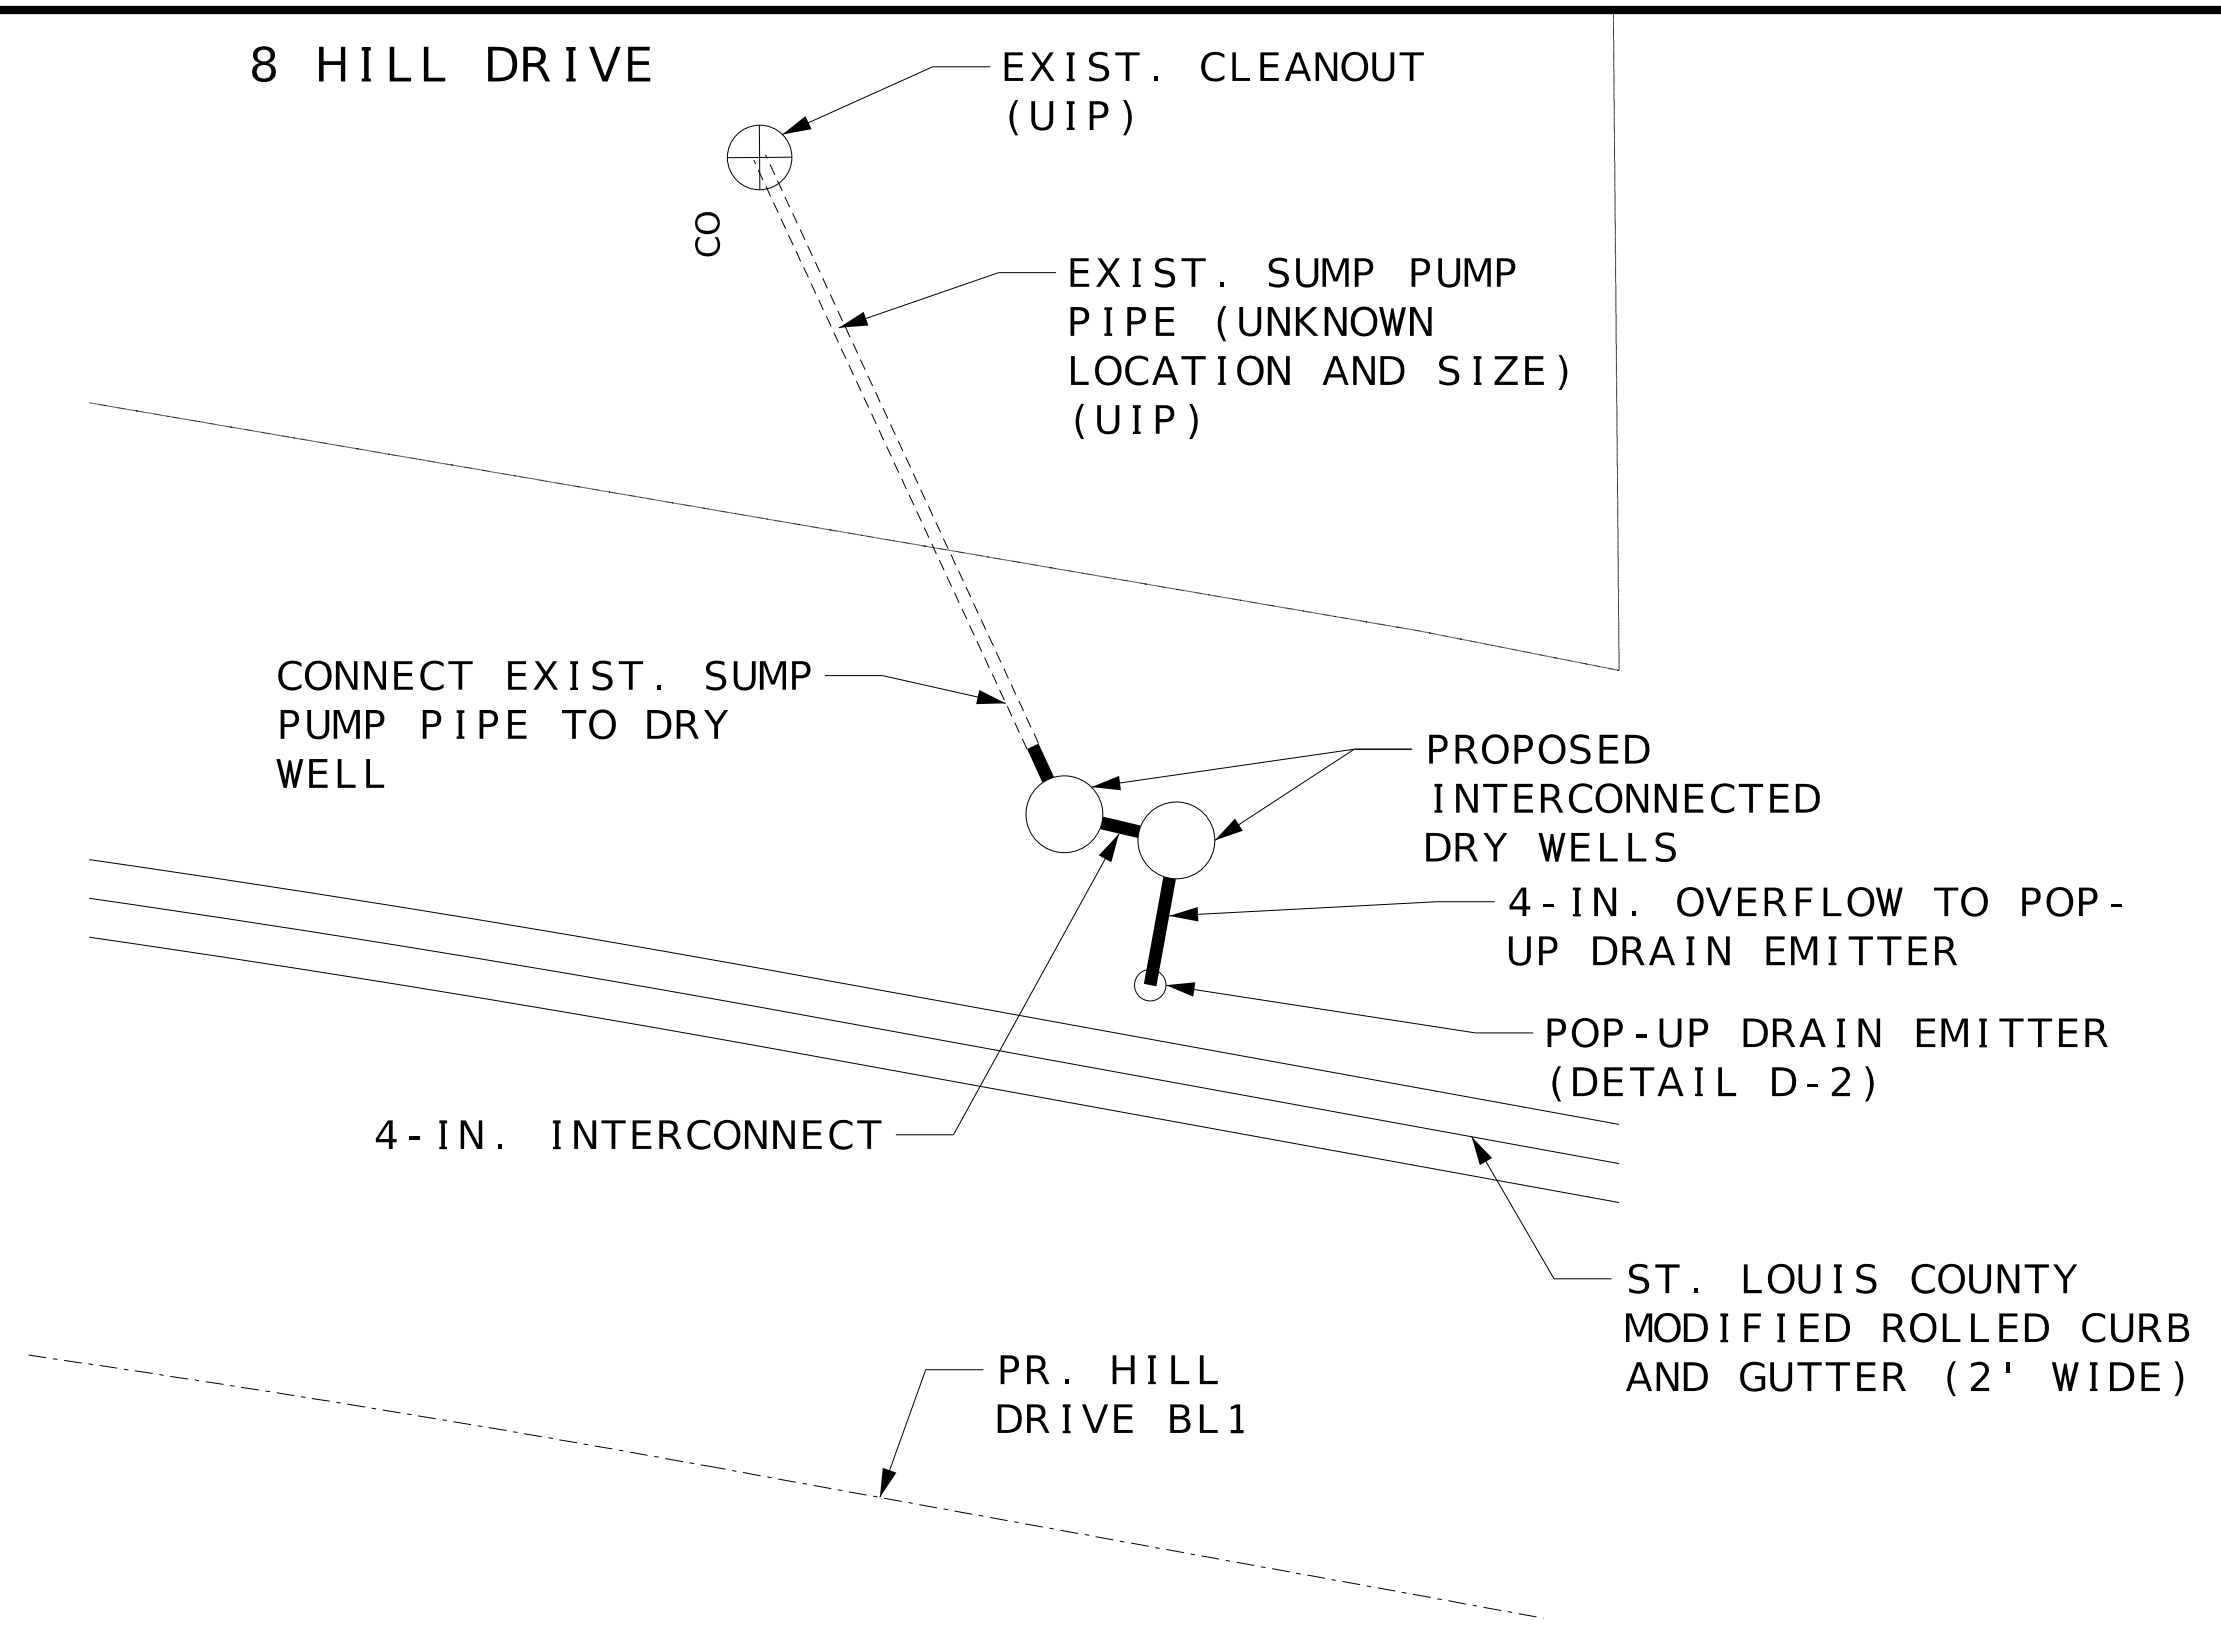 8 HILL DRIVE
EXIST. CLEANOUT
(UIP)
CO
EXIST. SUMP PUMP
PIPE (UNKNOWN
LOCATION AND SIZE)
(UIP)
CONNECT EXIST. SUMP
PUMP PIPE TO DRY
WELL
PROPOSED
INTERCONNECTED
DRY WELLS
4-IN. OVERFLOW TO POP-
UP DRAIN EMITTER
POP-UP DRAIN EMITTER
(DETAIL D-2)
4-IN. INTERCONNECT
ST. LOUIS COUNTY
MODIFIED ROLLED CURB
AND GUTTER (2' WIDE)
PR. HILL
DRIVE BL1